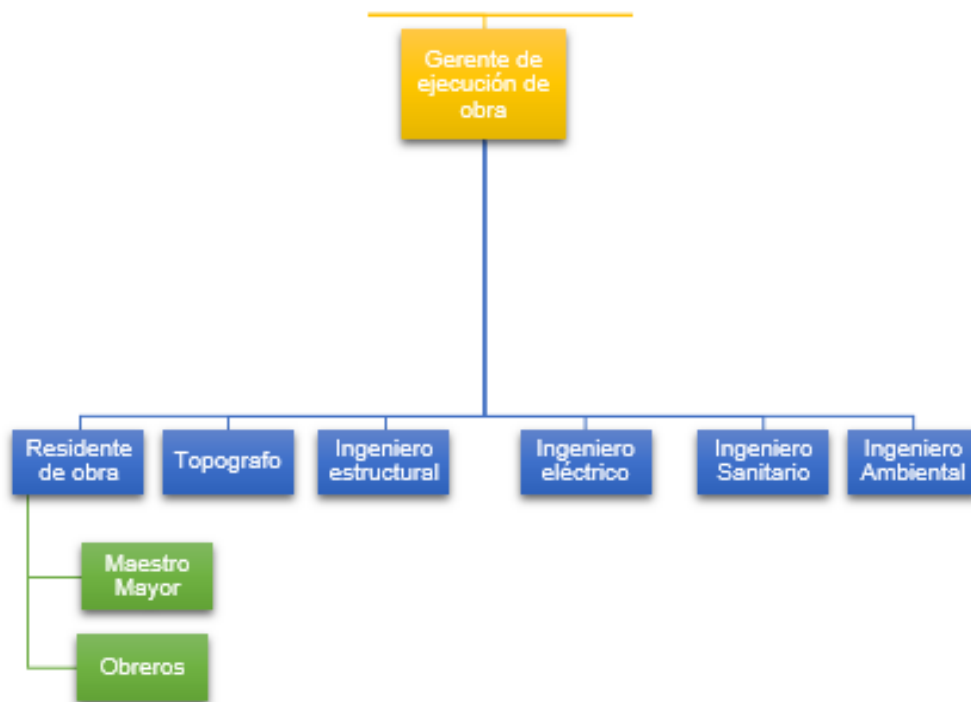 Gerente de
ejecución de
obra
Residente
de obra
Topografo
Ingeniero
estructural
Ingeniero
eléctrico
Ingeniero
Sanitario
Ingeniero
Ambiental
Maestro
Mayor
Obreros